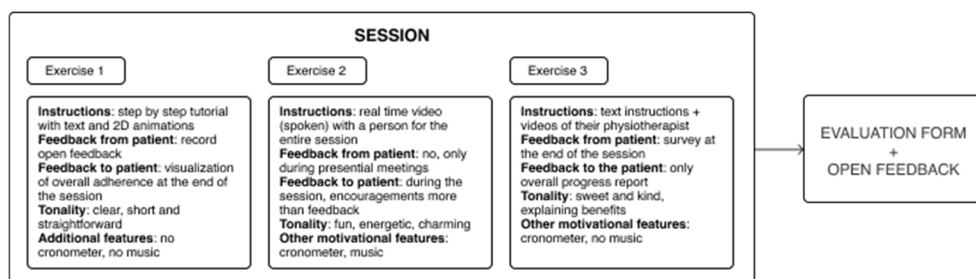 SESSION
Exercise 1
Instructions: step by step tutorial
with text and 2D animations
Feedback from patient: record
open feedback
Feedback to patient: visualization
of overall adherence at the end of
the session
Tonality: clear, short and
straightforward
Additional features: no
cronometer, no music
Exercise 2
Instructions: real time video
(spoken) with a person for the
entire session
Feedback from patient: no, only
during presential meetings
Feedback to patient: during the
session, encouragements more
than feedback
Tonality: fun, energetic, charming
Other motivational features:
cronometer, music
Exercise 3
Instructions: text instructions +
videos of their physiotherapist
Feedback from patient: survey at
the end of the session
Feedback to the patient: only
overall progress report
Tonality: sweet and kind,
explaining benefits
Other motivational features:
cronometer, no music
EVALUATION FORM
+
OPEN FEEDBACK